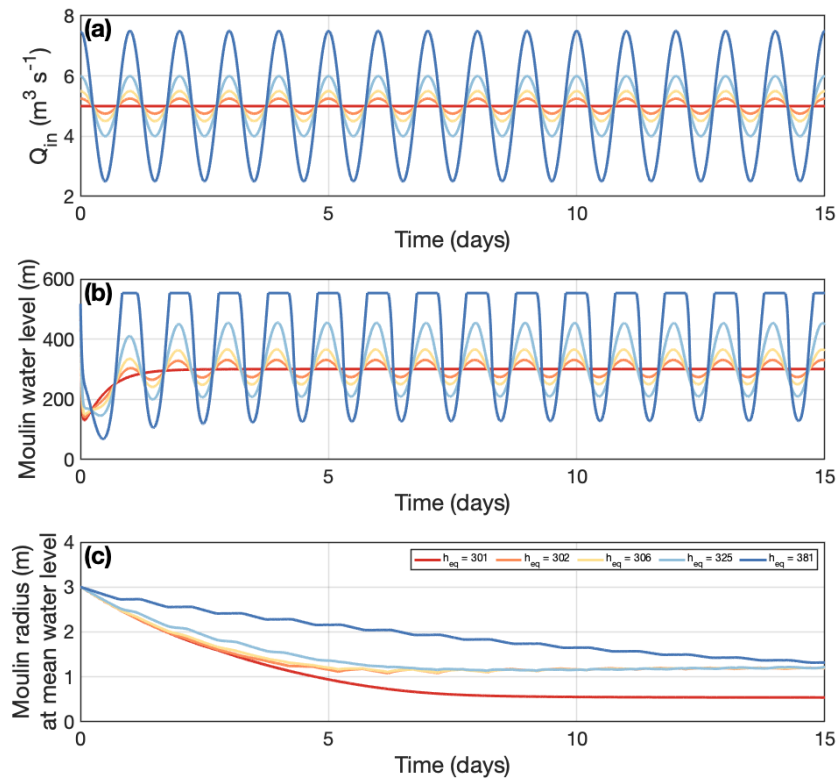 (a)
Q_in (m³ s⁻¹)
8
6
4
2
0
5
10
15
Time (days)
(b)
Moulin water level (m)
600
400
200
0
0
5
10
15
Time (days)
(c)
Moulin radius (m)
at mean water level
4
3
2
1
0
h_eq = 301
h_eq = 302
h_eq = 306
h_eq = 325
h_eq = 381
0
5
10
15
Time (days)